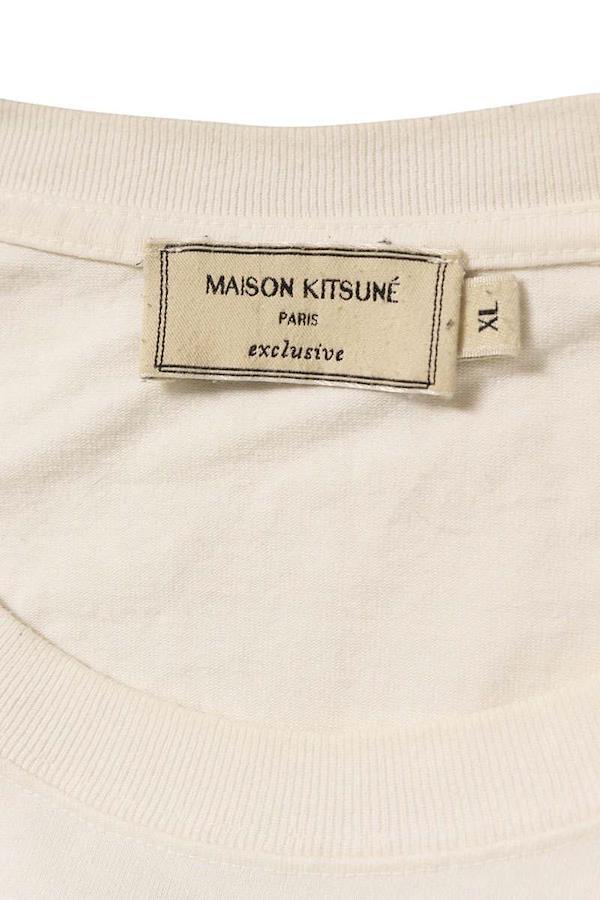 MAISON KITSUNÉ
PARIS
exclusive
XL